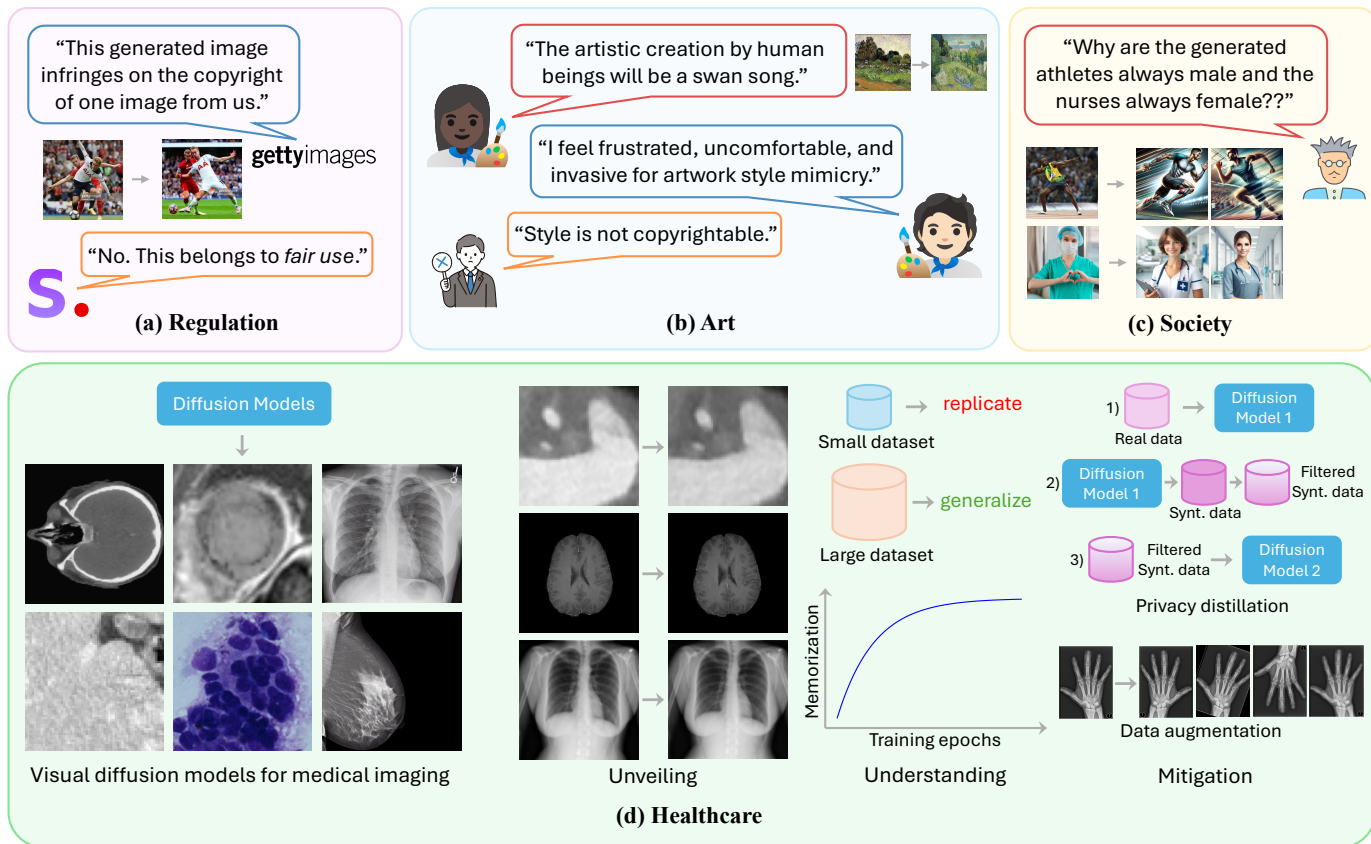 “This generated image
infringes on the copyright
of one image from us.”
gettyimages
“No. This belongs to fair use.”
S.
(a) Regulation
“The artistic creation by human
beings will be a swan song.”
“I feel frustrated, uncomfortable, and
invasive for artwork style mimicry.”
“Style is not copyrightable.”
(b) Art
“Why are the generated
athletes always male and the
nurses always female??”
(c) Society
Diffusion Models
Visual diffusion models for medical imaging
Unveiling
Small dataset
replicate
Large dataset
generalize
Memorization
Training epochs
Understanding
1)
Real data
Diffusion
Model 1
2)
Diffusion
Model 1
Synt. data
Filtered
Synt. data
3)
Filtered
Synt. data
Diffusion
Model 2
Privacy distillation
Data augmentation
Mitigation
(d) Healthcare